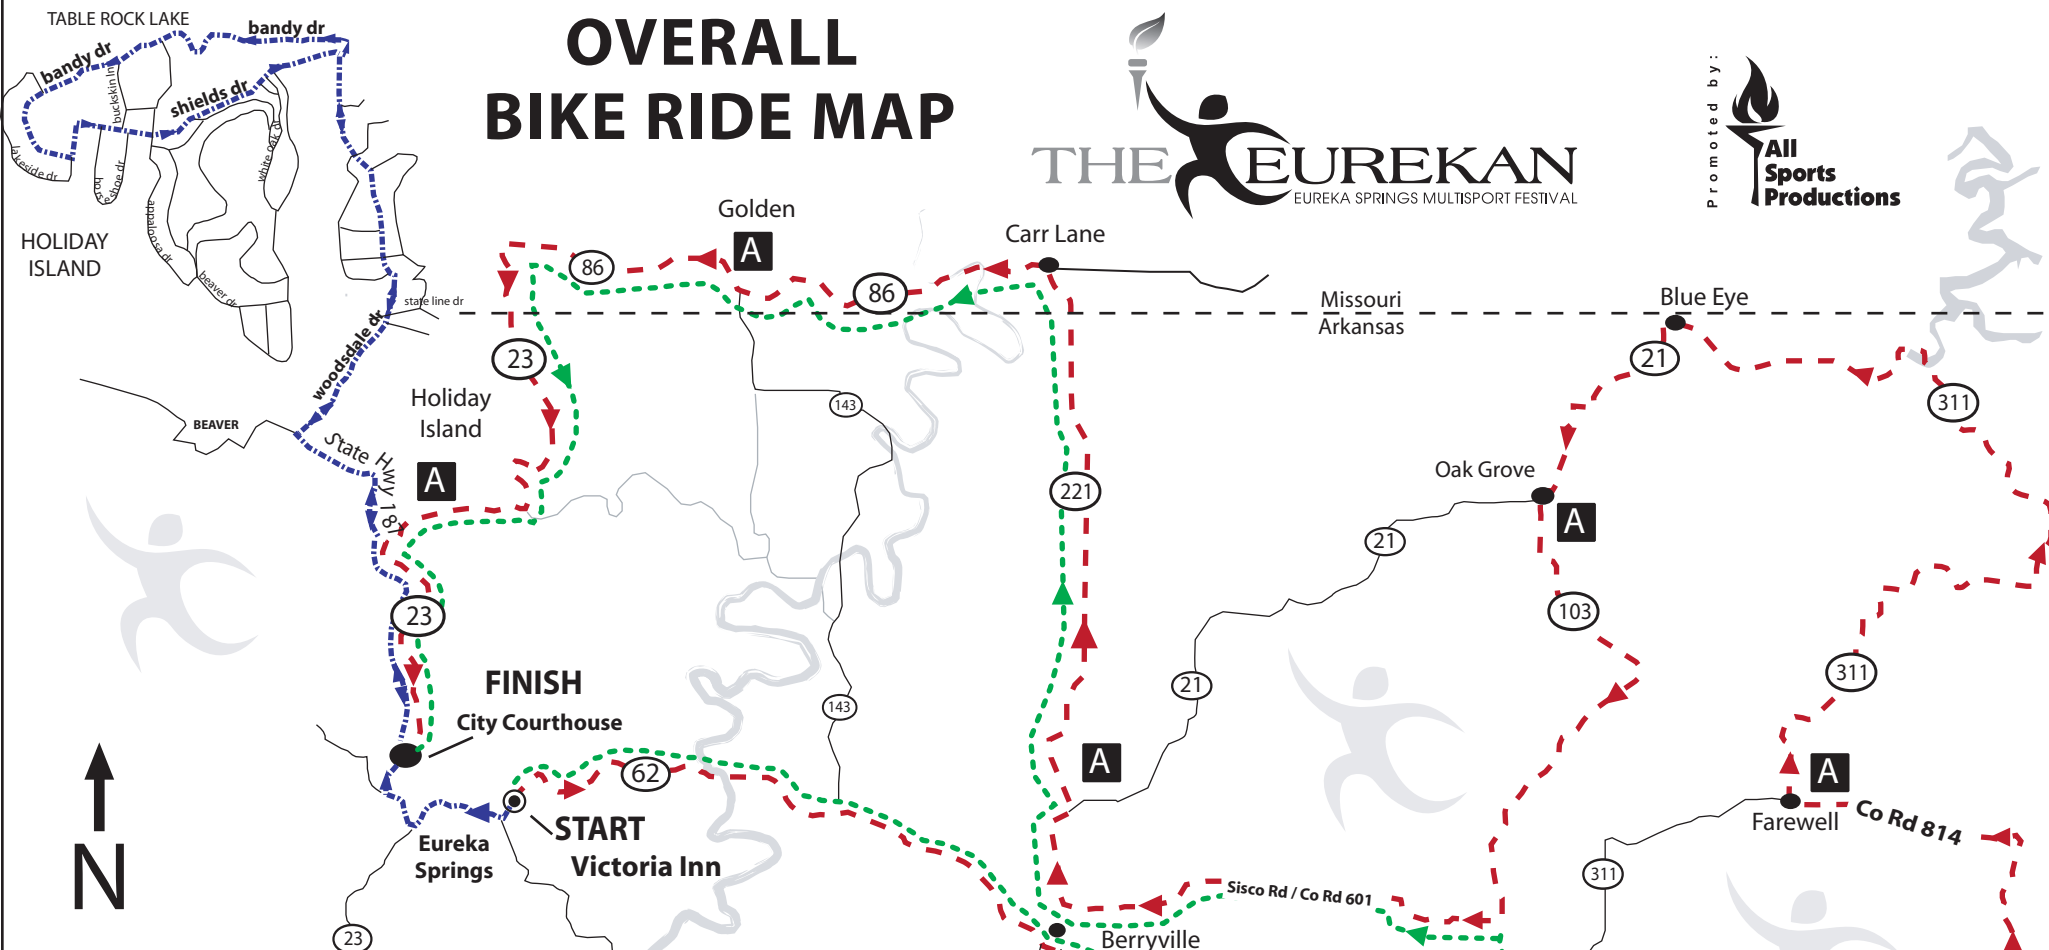 TABLE ROCK LAKE
OVERALL
BIKE RIDE MAP
THE EUREKAN
EUREKA SPRINGS MULTISPORT FESTIVAL
Promoted by:
All
Sports
Productions
bandy dr
bandy dr
shields dr
buckskin ln
lakeside dr
horseshoe dr
white oak dr
appaloosa dr
beaver dr
HOLIDAY
ISLAND
state line dr
woodsdale dr
BEAVER
State Hwy 187
Golden
A
Carr Lane
86
86
Missouri
Arkansas
Blue Eye
23
21
311
Holiday
Island
143
A
221
Oak Grove
A
21
103
23
311
21
FINISH
City Courthouse
143
A
A
62
START
Victoria Inn
Farewell
Co Rd 814
Eureka
Springs
N
311
Sisco Rd / Co Rd 601
23
Berryville